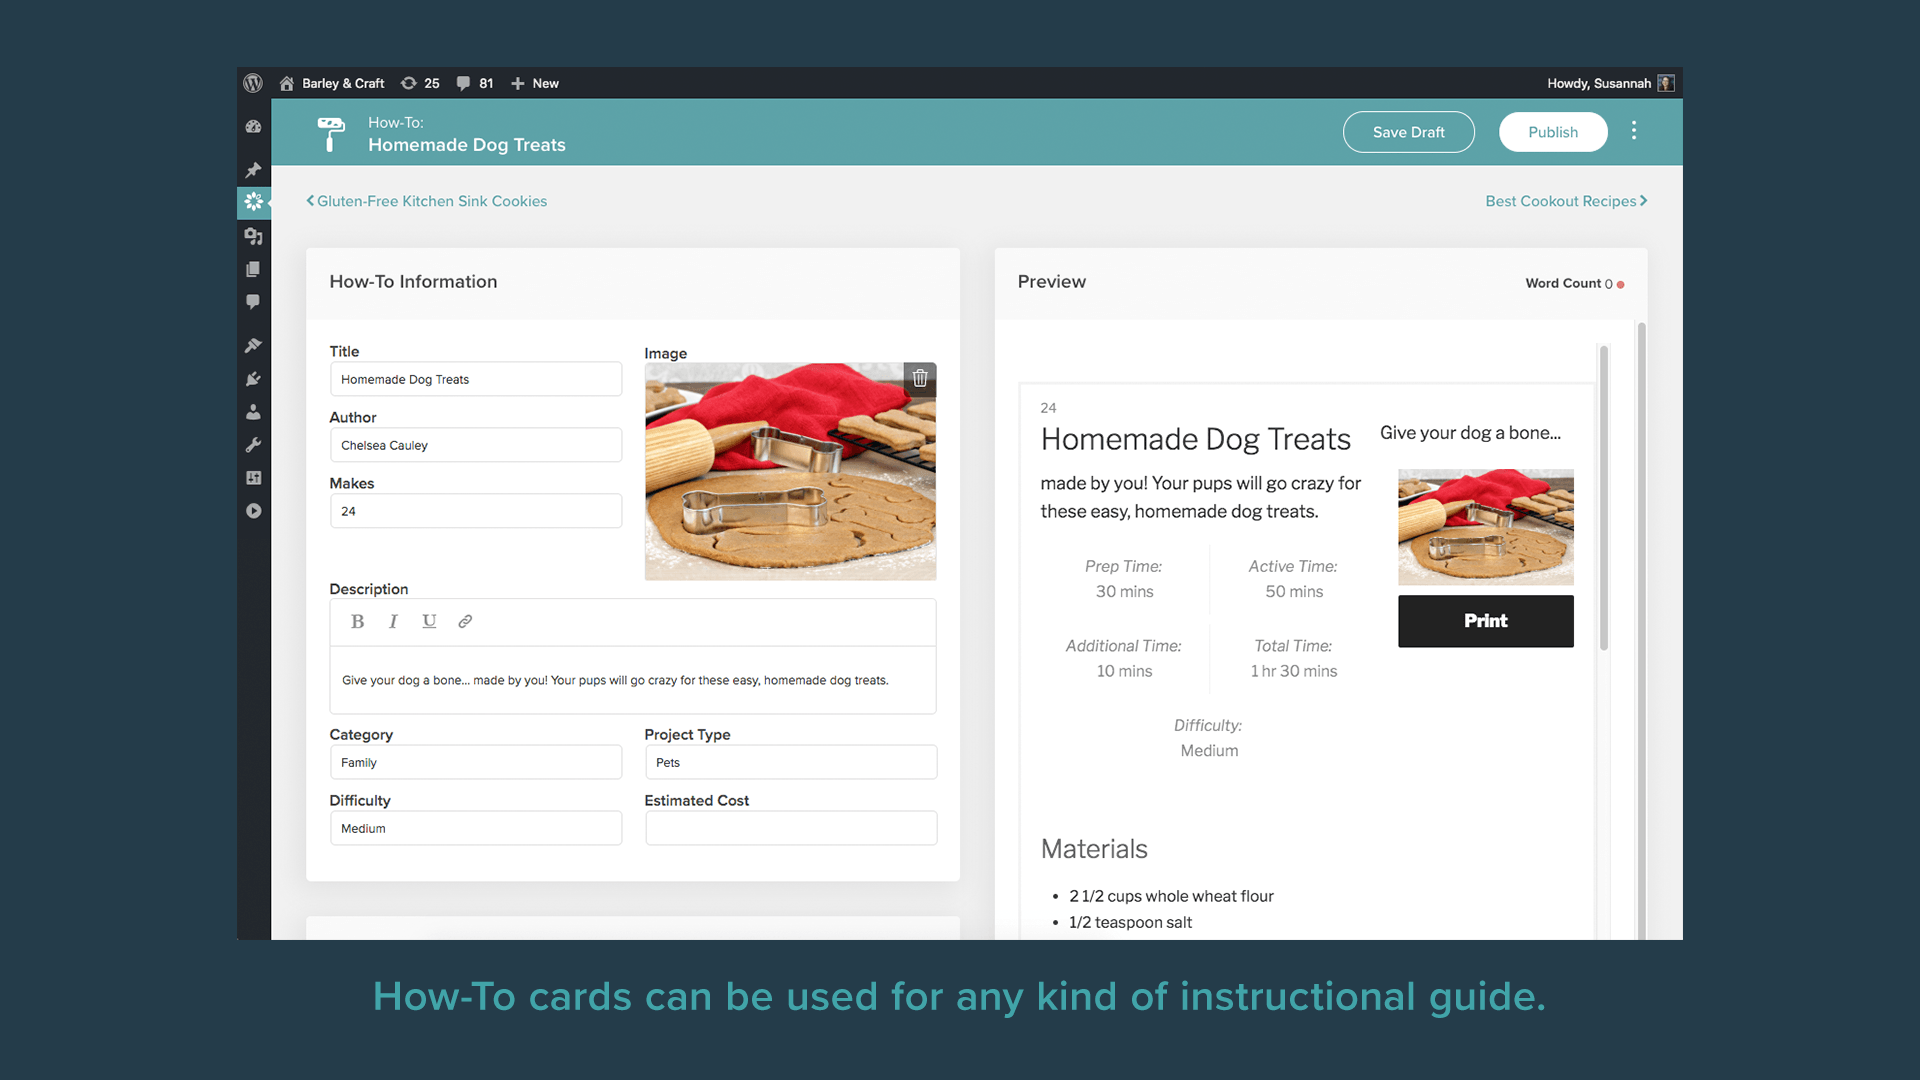 Barley & Craft 25 81 New
Howdy, Susannah
How-To:
Homemade Dog Treats
Save Draft
Publish
Gluten-Free Kitchen Sink Cookies
Best Cookout Recipes
How-To Information
Title
Homemade Dog Treats
Author
Chelsea Cauley
Makes
24
Image
Description
B I U
Give your dog a bone... made by you! Your pups will go crazy for these easy, homemade dog treats.
Category
Family
Project Type
Pets
Difficulty
Medium
Estimated Cost
Preview
Word Count 0
24
Homemade Dog Treats
Give your dog a bone...
made by you! Your pups will go crazy for
these easy, homemade dog treats.
Prep Time:
30 mins
Active Time:
50 mins
Additional Time:
10 mins
Total Time:
1 hr 30 mins
Difficulty:
Medium
Print
Materials
• 2 1/2 cups whole wheat flour
• 1/2 teaspoon salt
How-To cards can be used for any kind of instructional guide.